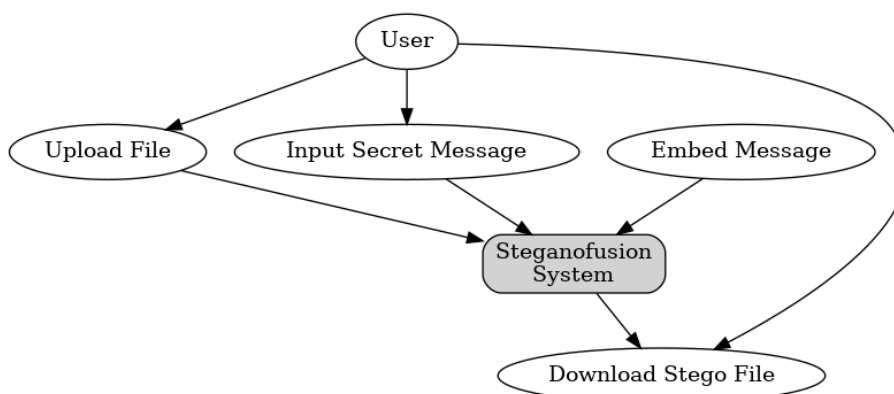 User
Upload File
Input Secret Message
Embed Message
Steganofusion
System
Download Stego File